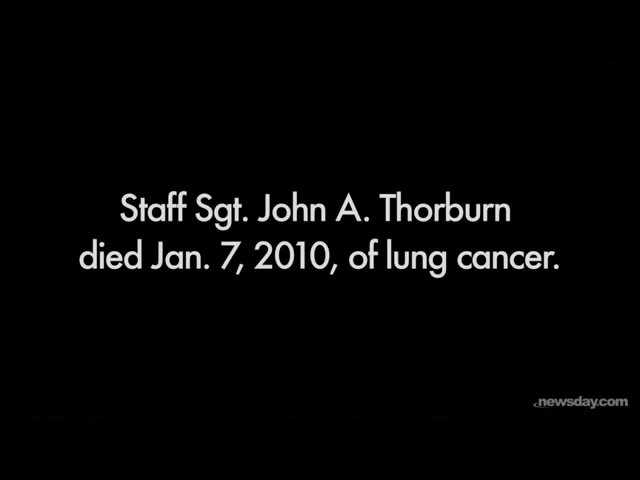 Staff Sgt. John A. Thorburn
died Jan. 7, 2010, of lung cancer.
newsday.com